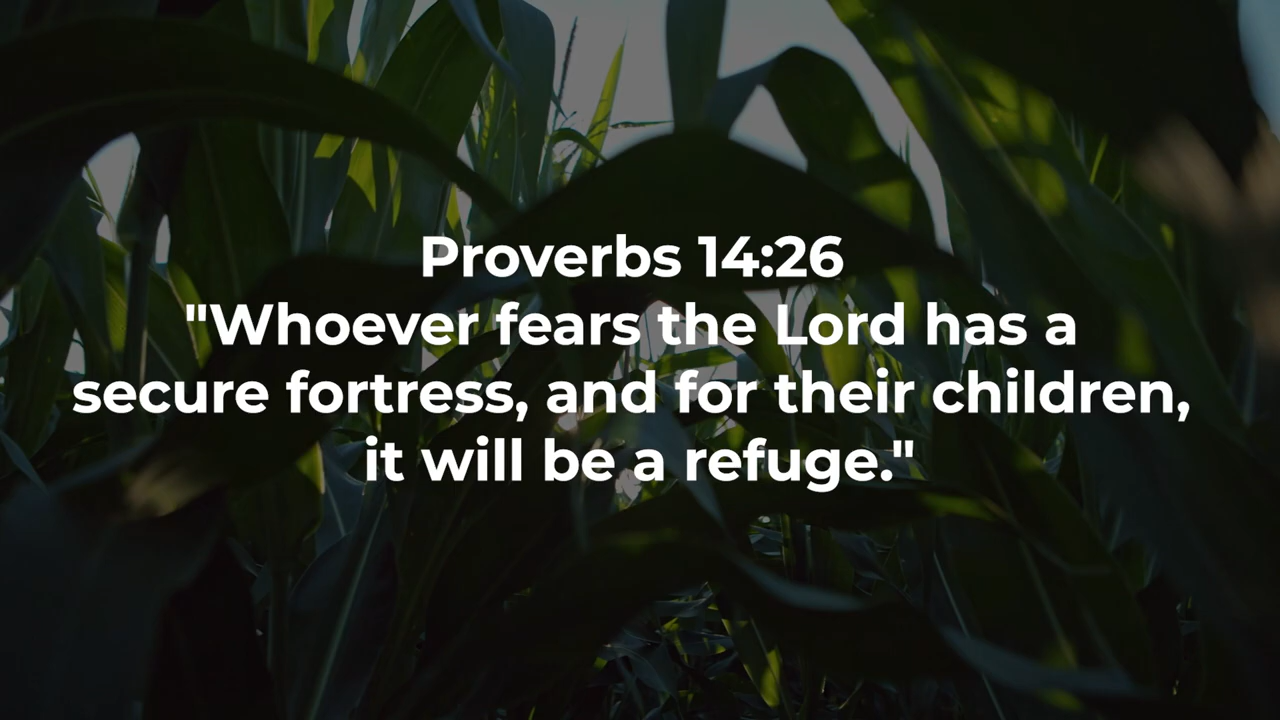 Proverbs 14:26
"Whoever fears the Lord has a
secure fortress, and for their children,
it will be a refuge."